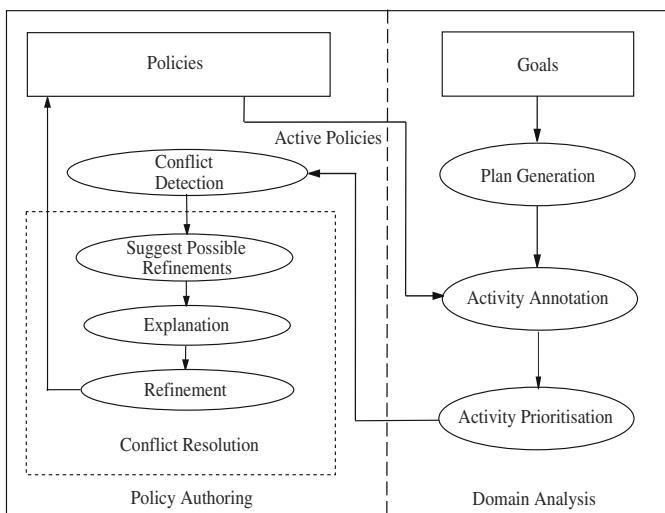 Policies
Goals
Active Policies
Conflict
Detection
Plan Generation
Suggest Possible
Refinements
Activity Annotation
Explanation
Refinement
Activity Prioritisation
Conflict Resolution
Policy Authoring
Domain Analysis